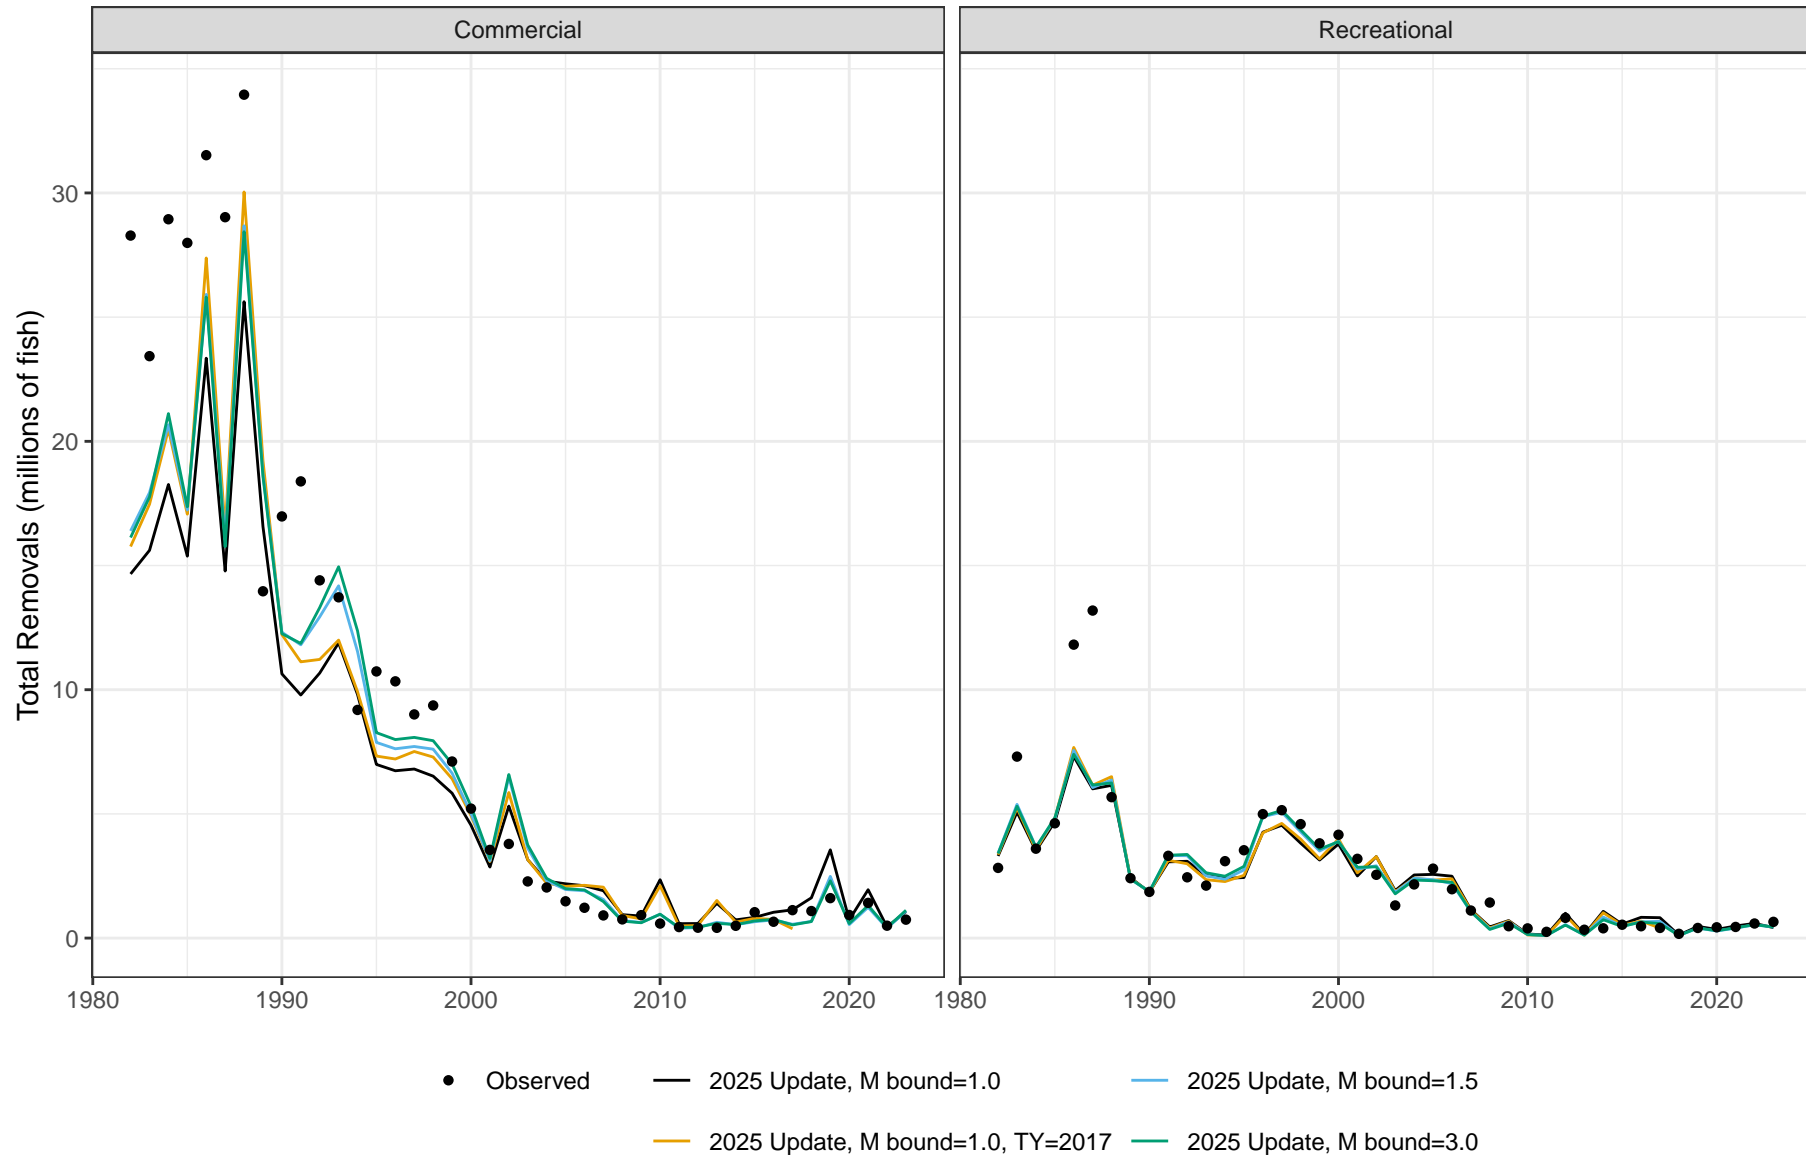 Commercial
Recreational
Total Removals (millions of fish)
30
20
10
0
1980 1990 2000 2010 2020
1980 1990 2000 2010 2020
Observed
2025 Update, M bound=1.0
2025 Update, M bound=1.5
2025 Update, M bound=1.0, TY=2017
2025 Update, M bound=3.0